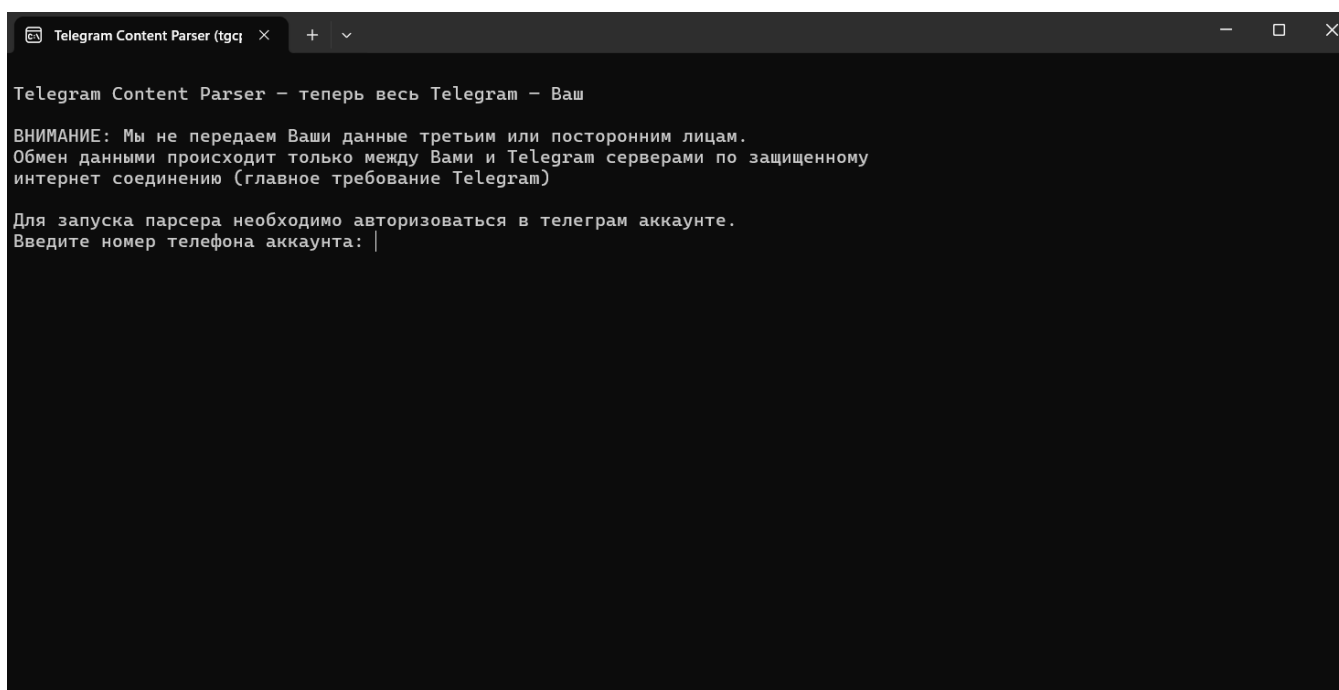 Telegram Content Parser (tgcp
Telegram Content Parser — теперь весь Telegram — Ваш
ВНИМАНИЕ: Мы не передаем Ваши данные третьим или посторонним лицам.
Обмен данными происходит только между Вами и Telegram серверами по защищенному
интернет соединению (главное требование Telegram)
Для запуска парсера необходимо авторизоваться в телеграм аккаунте.
Введите номер телефона аккаунта: